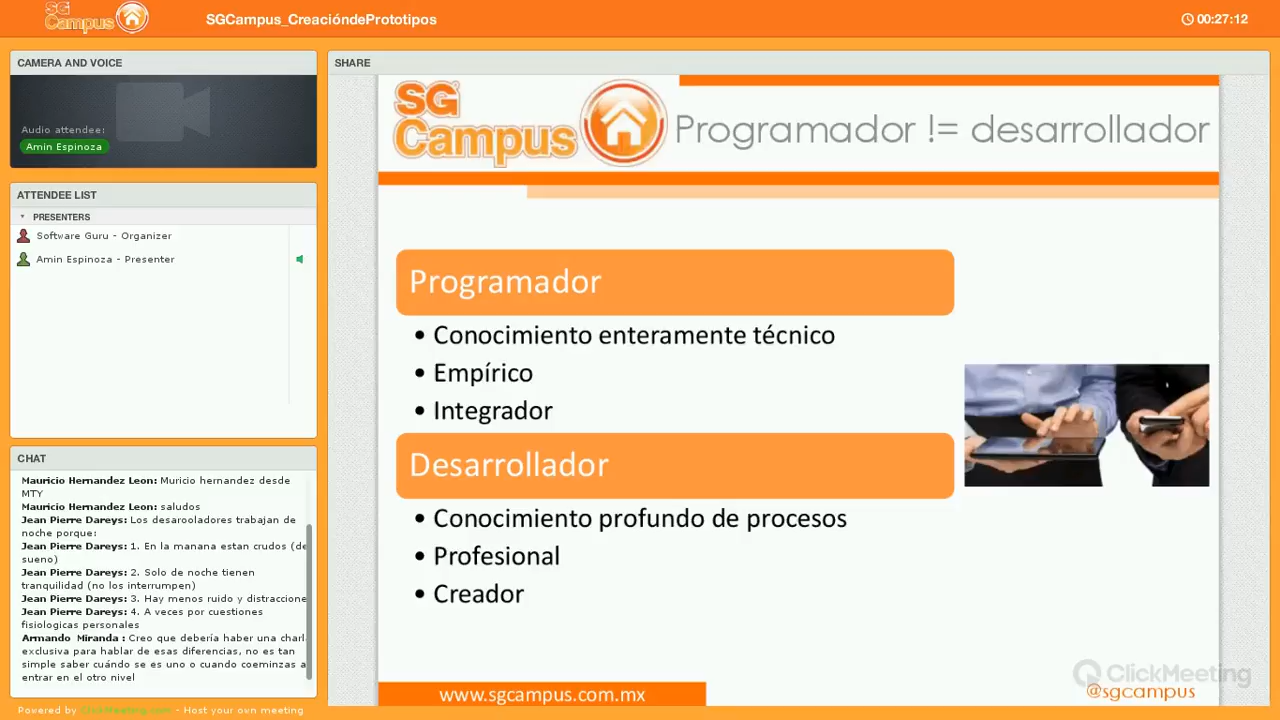 SG
Campus
SGCampus_CreacióndePrototipos
00:27:12
CAMERA AND VOICE
Audio attendee:
Amin Espinoza
ATTENDEE LIST
PRESENTERS
Software Guru - Organizer
Amin Espinoza - Presenter
CHAT
Mauricio Hernandez Leon: Muricio hernandez desde
MTY
Mauricio Hernandez Leon: saludos
Jean Pierre Dareys: Los desarooladores trabajan de
noche porque:
Jean Pierre Dareys: 1. En la manana estan crudos (de
sueno)
Jean Pierre Dareys: 2. Solo de noche tienen
tranquilidad (no los interrumpen)
Jean Pierre Dareys: 3. Hay menos ruido y distraccione
Jean Pierre Dareys: 4. A veces por cuestiones
fisiologicas personales
Armando Miranda : Creo que debería haber una charl
exclusiva para hablar de esas diferencias, no es tan
simple saber cuándo se es uno o cuando coeminzas a
entrar en el otro nivel
Powered by ClickMeeting.com - Host your own meeting
SHARE
SG
Campus
Programador != desarrollador
Programador
• Conocimiento enteramente técnico
• Empírico
• Integrador
Desarrollador
• Conocimiento profundo de procesos
• Profesional
• Creador
www.sgcampus.com.mx
ClickMeeting
@sgcampus